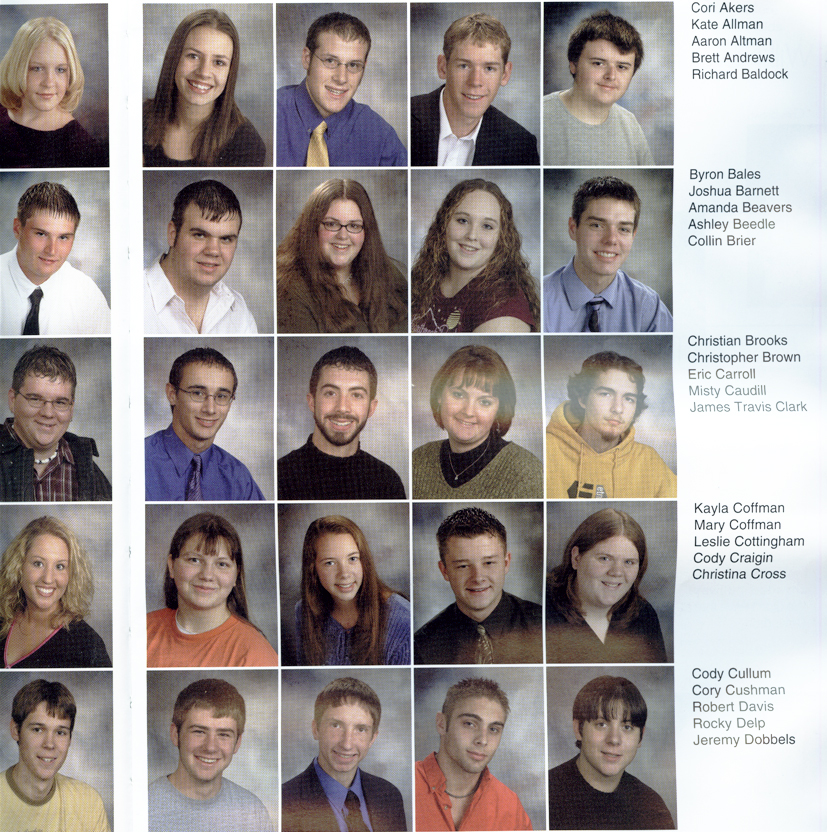 Cori Akers
Kate Allman
Aaron Altman
Brett Andrews
Richard Baldock
Byron Bales
Joshua Barnett
Amanda Beavers
Ashley Beedle
Collin Brier
Christian Brooks
Christopher Brown
Eric Carroll
Misty Caudill
James Travis Clark
Kayla Coffman
Mary Coffman
Leslie Cottingham
Cody Craigin
Christina Cross
Cody Cullum
Cory Cushman
Robert Davis
Rocky Delp
Jeremy Dobbels